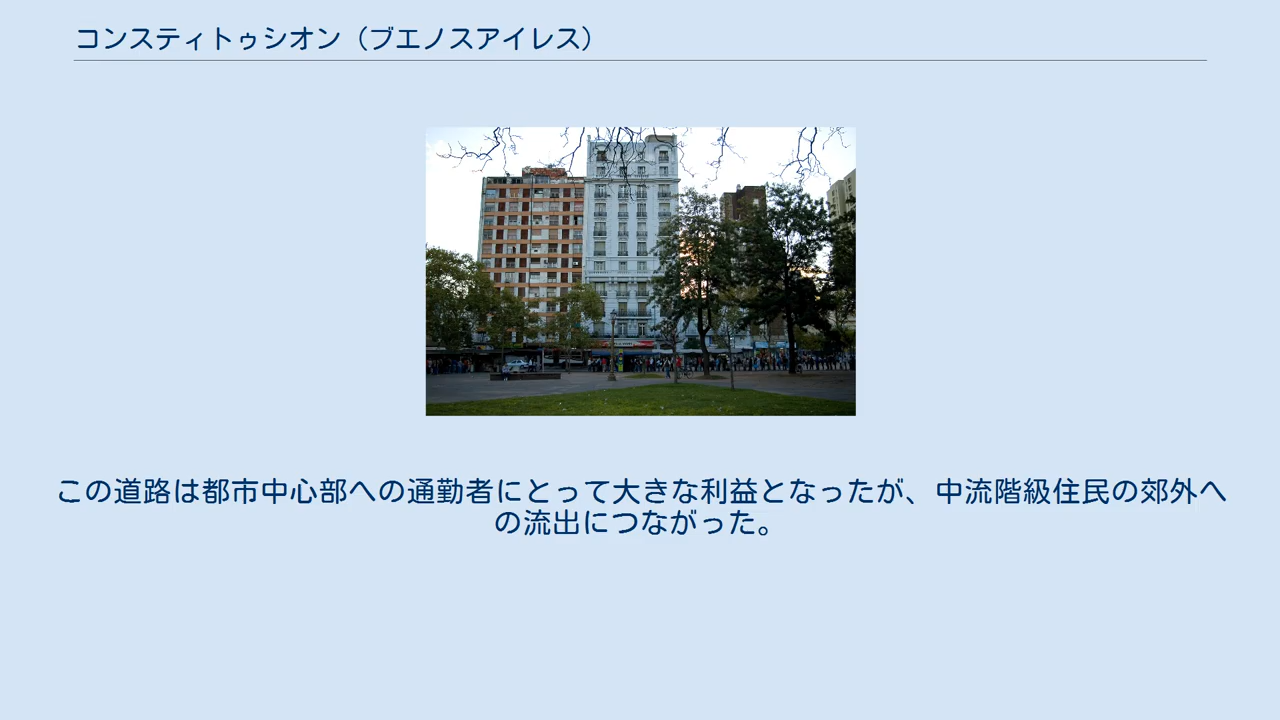 コンスティトゥシオン（ブエノスアイレス）
この道路は都市中心部への通勤者にとって大きな利益となったが、中流階級住民の郊外へ
の流出につながった。